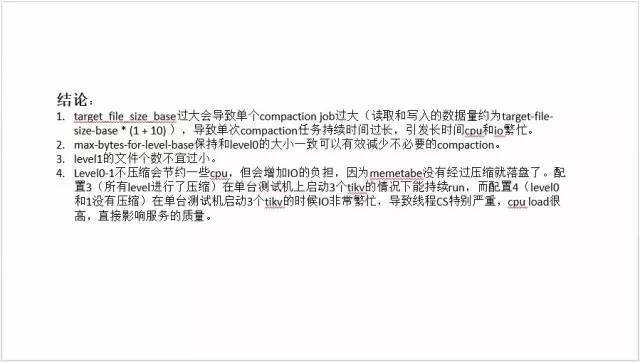 结论：
1. target_file_size_base过大会导致单个compaction job过大（读取和写入的数据量约为target-file-
size-base * (1 + 10) ），导致单次compaction任务持续时间过长，引发长时间cpu和io繁忙。
2. max-bytes-for-level-base保持和level0的大小一致可以有效减少不必要的compaction。
3. level1的文件个数不宜过小。
4. Level0-1不压缩会节约一些cpu，但会增加IO的负担，因为memetabe没有经过压缩就落盘了。配
置3（所有level进行了压缩）在单台测试机上启动3个tikv的情况下能持续run，而配置4（level0
和1没有压缩）在单台测试机启动3个tikv的时候IO非常繁忙，导致线程CS特别严重，cpu load很
高，直接影响服务的质量。